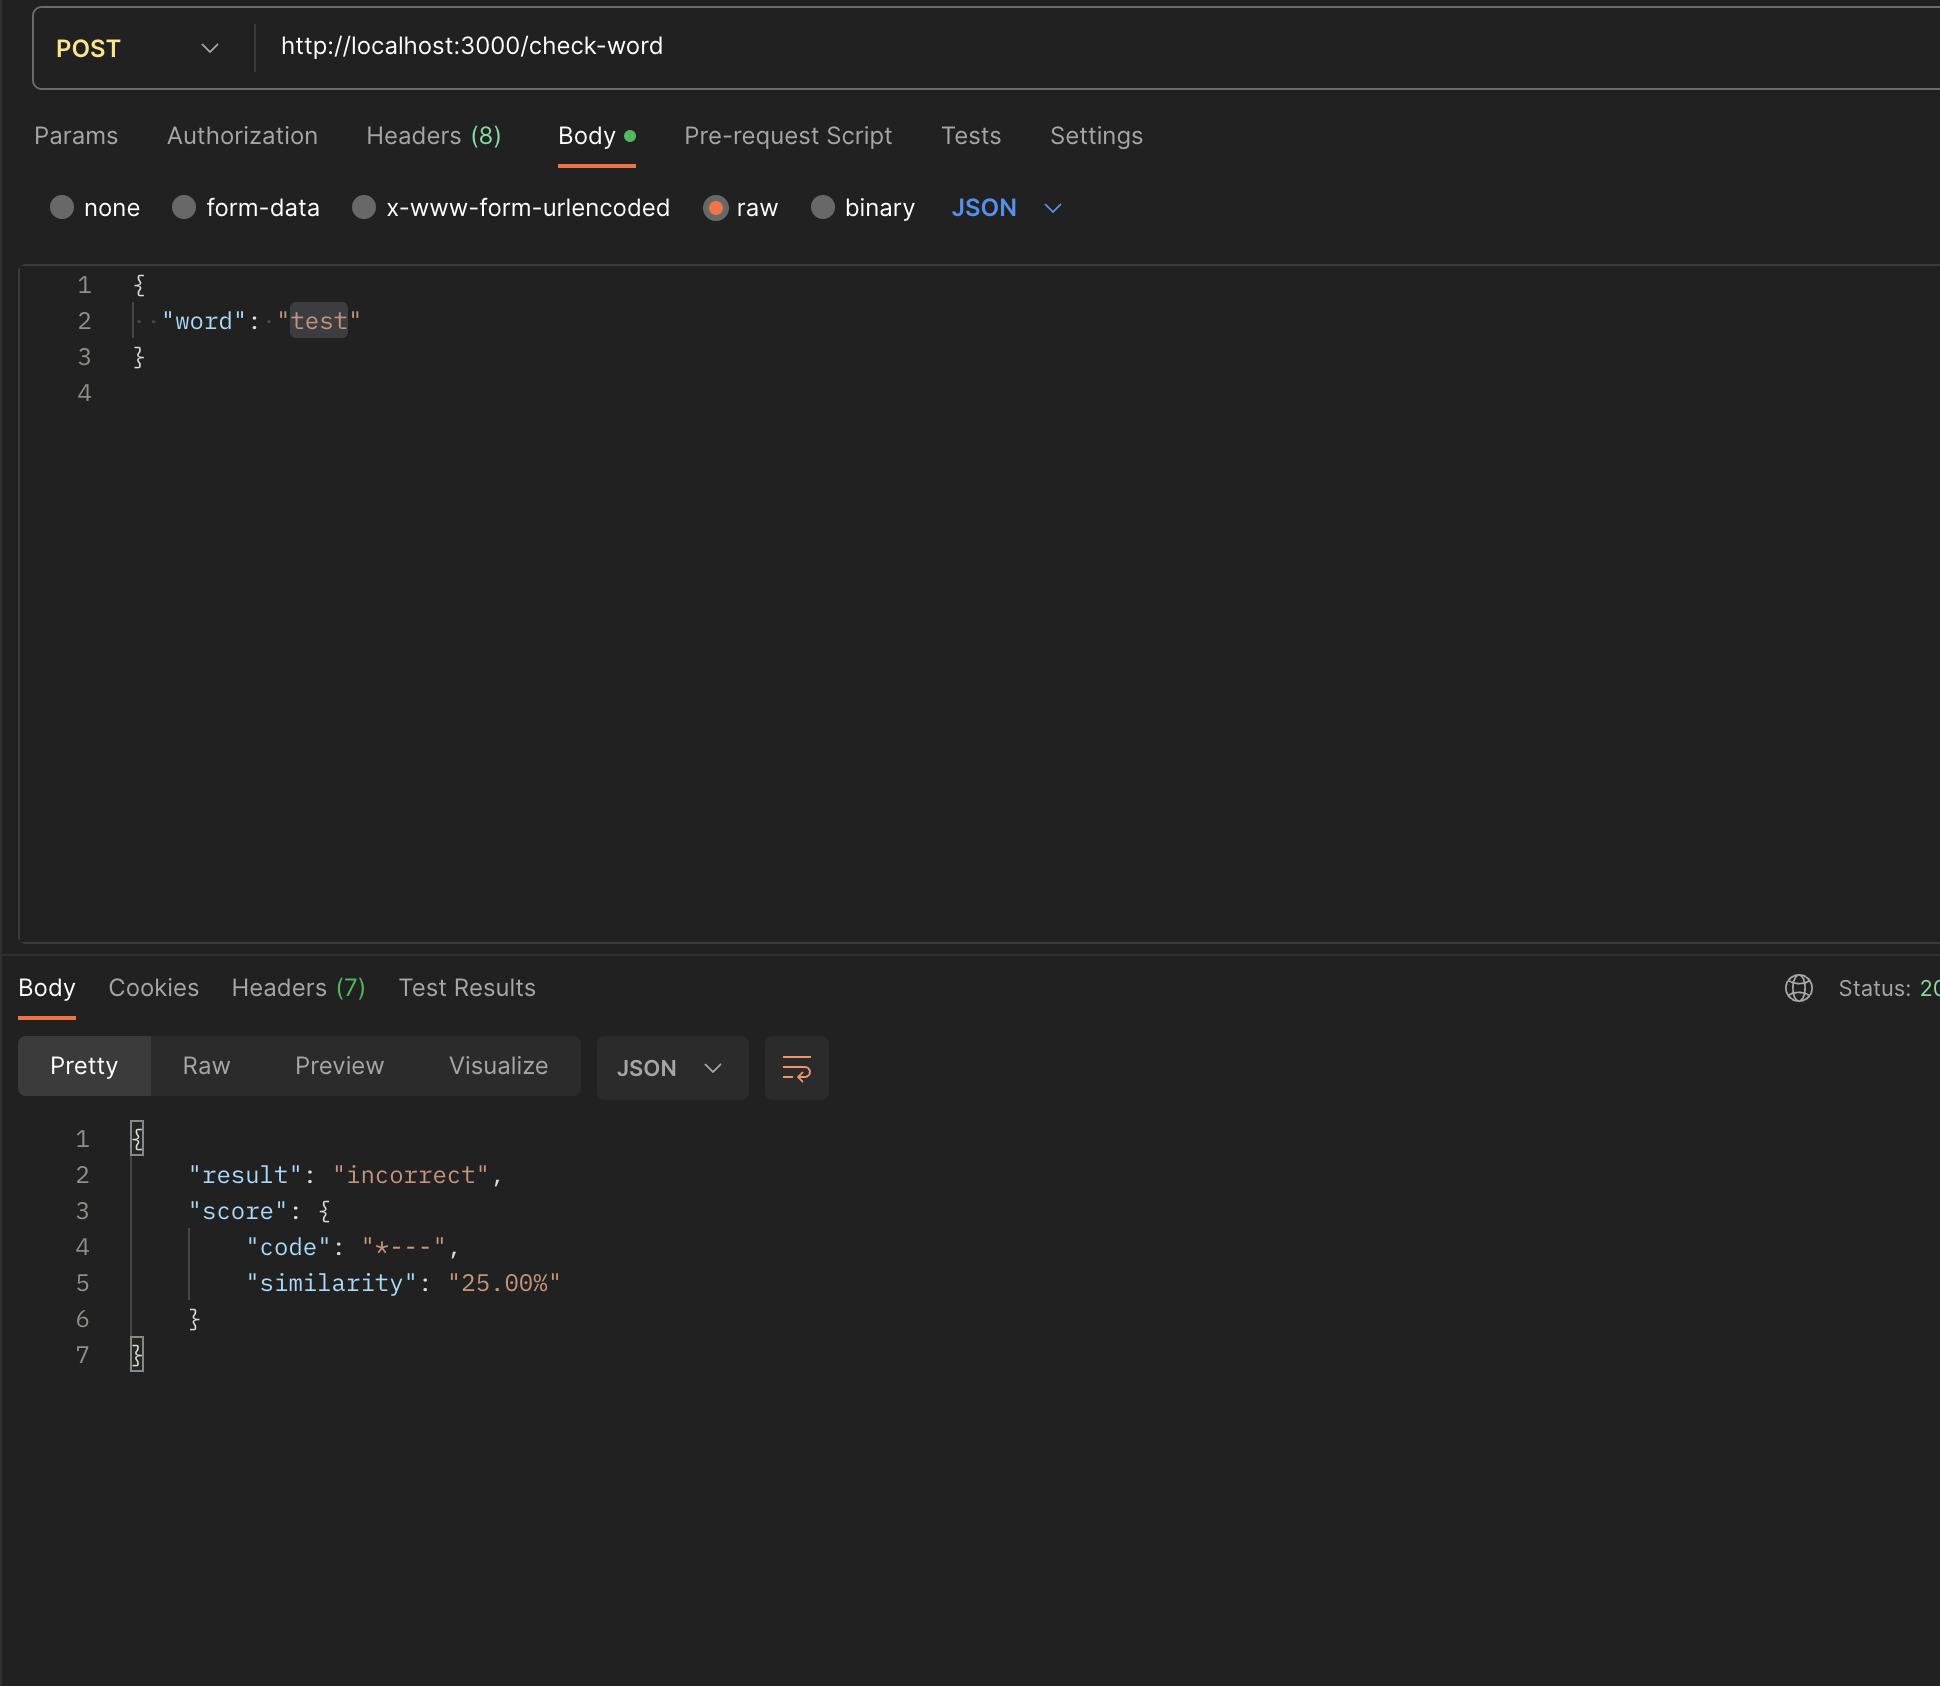 POST http://localhost:3000/check-word
Params Authorization Headers (8) Body Pre-request Script Tests Settings
none form-data x-www-form-urlencoded raw binary JSON
1 {
2 "word": "test"
3 }
4
Body Cookies Headers (7) Test Results Status: 20
Pretty Raw Preview Visualize JSON
1 {
2 "result": "incorrect",
3 "score": {
4 "code": "*---",
5 "similarity": "25.00%"
6 }
7 }